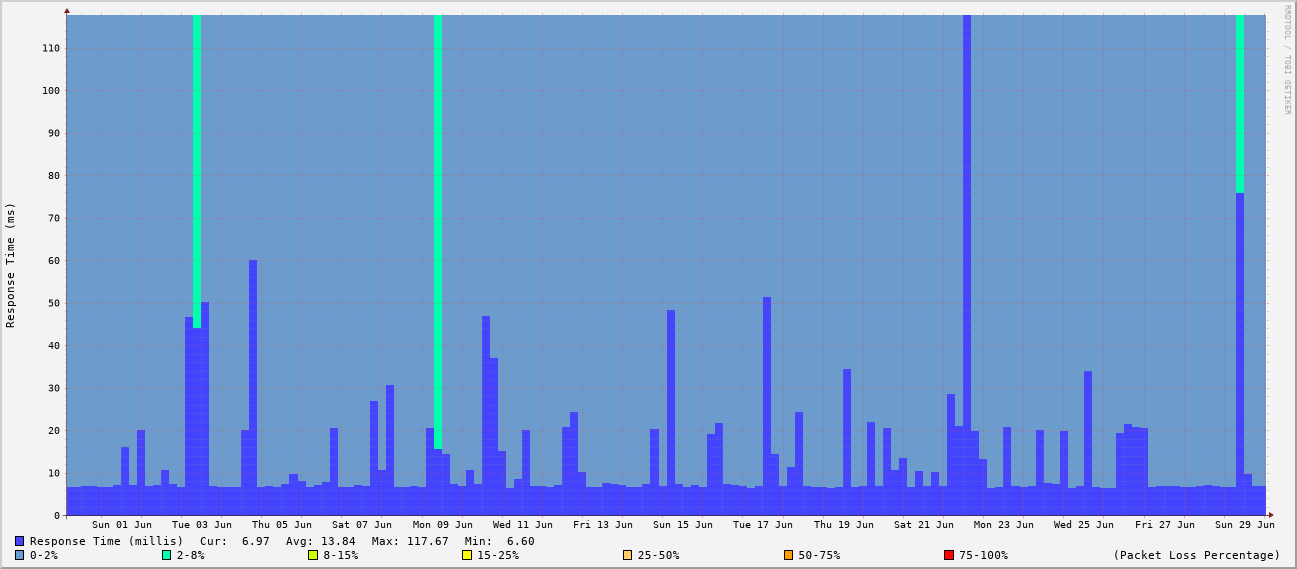 RRDTOOL / TOBI OETIKER
Response Time (ms)
110
100
90
80
70
60
50
40
30
20
10
0
Sun 01 Jun Tue 03 Jun Thu 05 Jun Sat 07 Jun Mon 09 Jun Wed 11 Jun Fri 13 Jun Sun 15 Jun Tue 17 Jun Thu 19 Jun Sat 21 Jun Mon 23 Jun Wed 25 Jun Fri 27 Jun Sun 29 Jun
Response Time (millis) Cur: 6.97 Avg: 13.84 Max: 117.67 Min: 6.60
0-2% 2-8% 8-15% 15-25% 25-50% 50-75% 75-100% (Packet Loss Percentage)